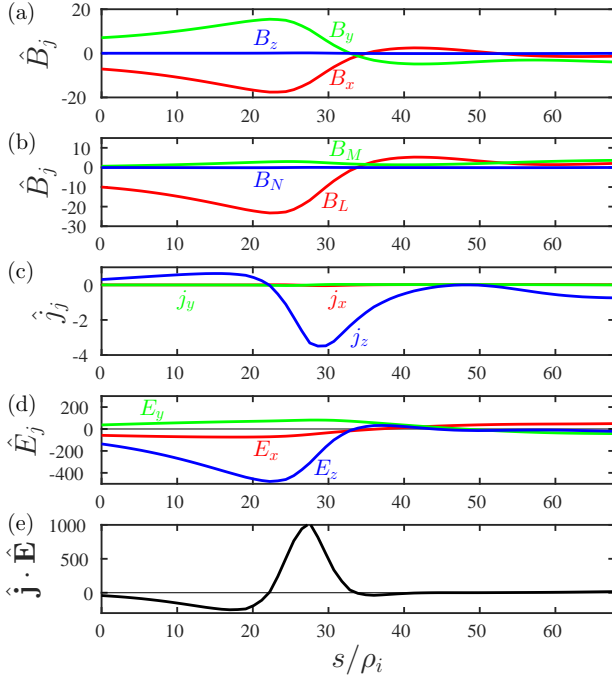 (a)
20
0
-20
B̂_j
B_z
B_y
B_x
0 10 20 30 40 50 60
(b)
10
0
-10
-20
-30
B̂_j
B_M
B_N
B_L
0 10 20 30 40 50 60
(c)
0
-2
-4
ĵ_j
j_y
j_x
j_z
0 10 20 30 40 50 60
(d)
200
0
-200
-400
Ê_j
E_y
E_x
E_z
0 10 20 30 40 50 60
(e)
1000
500
0
ĵ · Ê
0 10 20 30 40 50 60
s/ρ_i